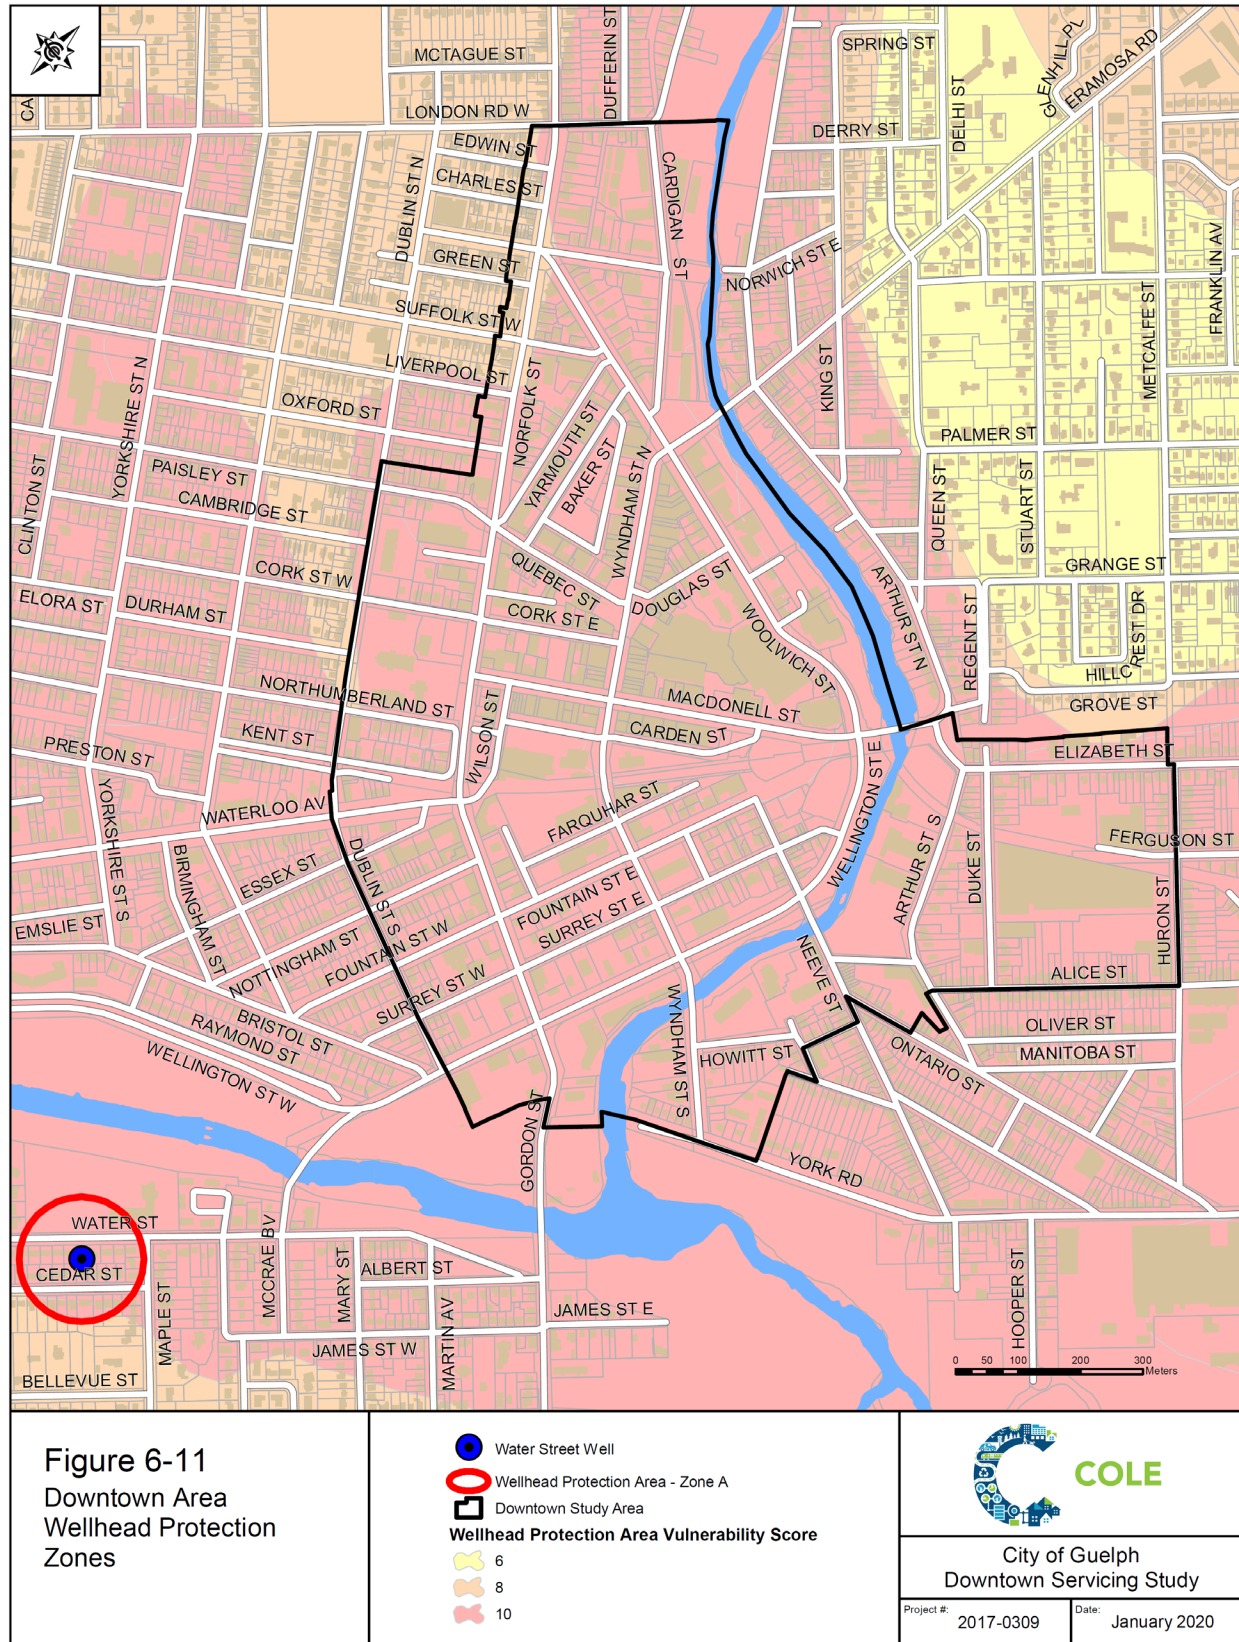 MCTAGUE ST
DUFFERIN ST
SPRING ST
GLENHILL PL
ERAMOSA RD
CA
LONDON RD W
EDWIN ST
DERRY ST
DELHI ST
CHARLES ST
CARDIGAN ST
DUBLIN ST N
GREEN ST
NORWICH ST E
FRANKLIN AV
SUFFOLK ST W
METCALFE ST
LIVERPOOL ST
KING ST
YORKSHIRE ST N
OXFORD ST
NORFOLK ST
YARMOUTH ST
BAKER ST
PALMER ST
PAISLEY ST
WYNDHAM ST N
CLINTON ST
CAMBRIDGE ST
QUEEN ST
STUART ST
GRANGE ST
CORK ST W
QUEBEC ST
DOUGLAS ST
ARTHUR ST N
ELORA ST
DURHAM ST
CORK ST E
WOOLWICH ST
REGENT ST
HILLCREST DR
NORTHUMBERLAND ST
MACDONELL ST
GROVE ST
KENT ST
WILSON ST
CARDEN ST
PRESTON ST
ELIZABETH ST
WATERLOO AV
FARQUHAR ST
WELLINGTON ST E
YORKSHIRE ST S
BIRMINGHAM ST
ESSEX ST
DUBLIN ST S
ARTHUR ST S
DUKE ST
FERGUSON ST
FOUNTAIN ST E
SURREY ST E
EMSLIE ST
NOTTINGHAM ST
FOUNTAIN ST W
HURON ST
SURREY ST W
NEEVE ST
ALICE ST
BRISTOL ST
RAYMOND ST
WYNDHAM ST S
OLIVER ST
WELLINGTON ST W
HOWITT ST
ONTARIO ST
MANITOBA ST
GORDON ST
YORK RD
WATER ST
CEDAR ST
MCCRAE BV
MARY ST
ALBERT ST
MAPLE ST
MARTIN AV
JAMES ST E
HOOPER ST
JAMES ST W
BELLEVUE ST
0 50 100 200 300
Meters
Figure 6-11
Downtown Area
Wellhead Protection
Zones
Water Street Well
Wellhead Protection Area - Zone A
Downtown Study Area
Wellhead Protection Area Vulnerability Score
6
8
10
COLE
City of Guelph
Downtown Servicing Study
Project #: 2017-0309
Date: January 2020